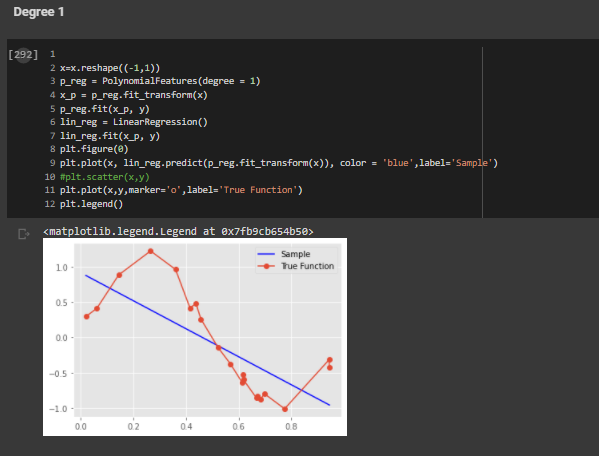 Degree 1
[292]
1
2 x=x.reshape((-1,1))
3 p_reg = PolynomialFeatures(degree = 1)
4 x_p = p_reg.fit_transform(x)
5 p_reg.fit(x_p, y)
6 lin_reg = LinearRegression()
7 lin_reg.fit(x_p, y)
8 plt.figure(0)
9 plt.plot(x, lin_reg.predict(p_reg.fit_transform(x)), color = 'blue',label='Sample')
10 #plt.scatter(x,y)
11 plt.plot(x,y,marker='o',label='True Function')
12 plt.legend()
<matplotlib.legend.Legend at 0x7fb9cb654b50>
Sample
True Function
1.0
0.5
0.0
−0.5
−1.0
0.0 0.2 0.4 0.6 0.8